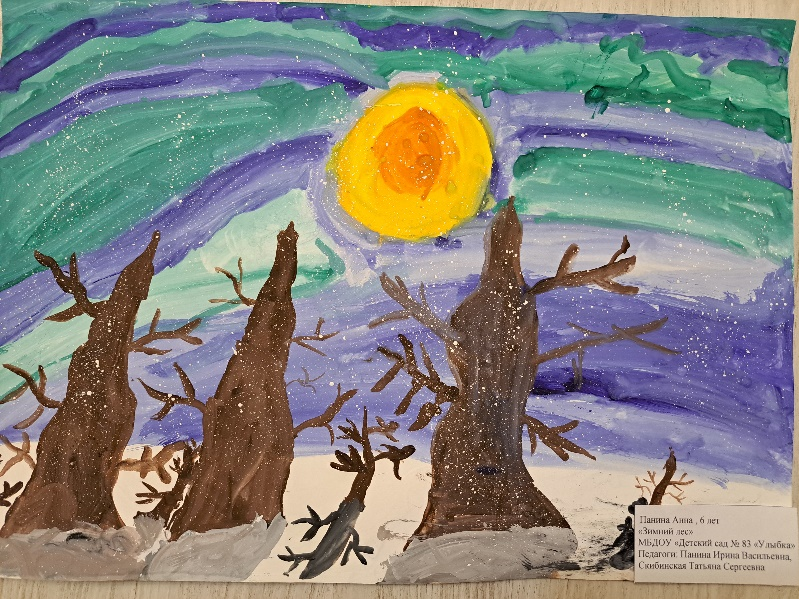 Панина Анна , 6 лет
«Зимний лес»
МБДОУ «Детский сад № 83 «Улыбка»
Педагоги: Панина Ирина Васильевна,
Скибинская Татьяна Сергеевна